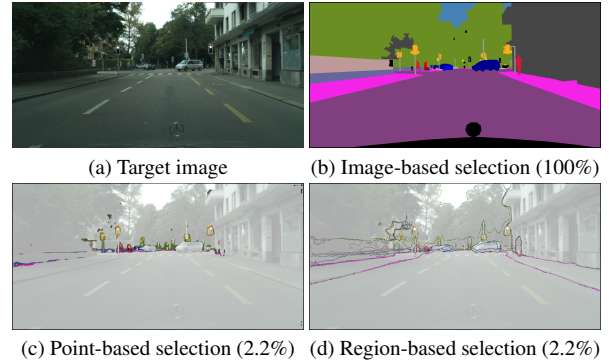 (a) Target image
(b) Image-based selection (100%)
(c) Point-based selection (2.2%)
(d) Region-based selection (2.2%)